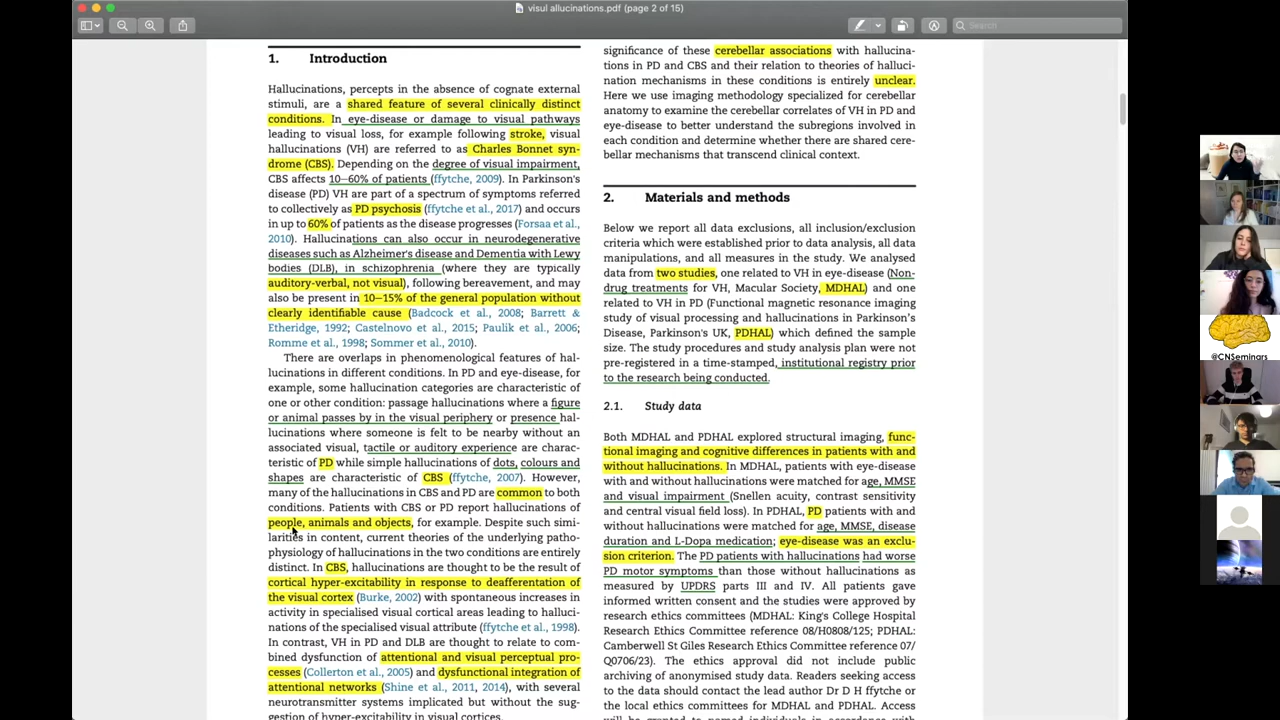 visul allucinations.pdf (page 2 of 15)
Search
1. Introduction
Hallucinations, percepts in the absence of cognate external
stimuli, are a shared feature of several clinically distinct
conditions. In eye-disease or damage to visual pathways
leading to visual loss, for example following stroke, visual
hallucinations (VH) are referred to as Charles Bonnet syn-
drome (CBS). Depending on the degree of visual impairment,
CBS affects 10–60% of patients (ffytche, 2009). In Parkinson's
disease (PD) VH are part of a spectrum of symptoms referred
to collectively as PD psychosis (ffytche et al., 2017) and occurs
in up to 60% of patients as the disease progresses (Forsaa et al.,
2010). Hallucinations can also occur in neurodegenerative
diseases such as Alzheimer's disease and Dementia with Lewy
bodies (DLB), in schizophrenia (where they are typically
auditory-verbal, not visual), following bereavement, and may
also be present in 10–15% of the general population without
clearly identifiable cause (Badcock et al., 2008; Barrett &
Etheridge, 1992; Castelnovo et al., 2015; Paulik et al., 2006;
Romme et al., 1998; Sommer et al., 2010).
There are overlaps in phenomenological features of hal-
lucinations in different conditions. In PD and eye-disease, for
example, some hallucination categories are characteristic of
one or other condition: passage hallucinations where a figure
or animal passes by in the visual periphery or presence hal-
lucinations where someone is felt to be nearby without an
associated visual, tactile or auditory experience are charac-
teristic of PD while simple hallucinations of dots, colours and
shapes are characteristic of CBS (ffytche, 2007). However,
many of the hallucinations in CBS and PD are common to both
conditions. Patients with CBS or PD report hallucinations of
people, animals and objects, for example. Despite such simi-
larities in content, current theories of the underlying patho-
physiology of hallucinations in the two conditions are entirely
distinct. In CBS, hallucinations are thought to be the result of
cortical hyper-excitability in response to deafferentation of
the visual cortex (Burke, 2002) with spontaneous increases in
activity in specialised visual cortical areas leading to halluci-
nations of the specialised visual attribute (ffytche et al., 1998).
In contrast, VH in PD and DLB are thought to relate to com-
bined dysfunction of attentional and visual perceptual pro-
cesses (Collerton et al., 2005) and dysfunctional integration of
attentional networks (Shine et al., 2011, 2014), with several
neurotransmitter systems implicated but without the sug-
gestion of hyper-excitability in visual cortices.
significance of these cerebellar associations with hallucina-
tions in PD and CBS and their relation to theories of halluci-
nation mechanisms in these conditions is entirely unclear.
Here we use imaging methodology specialized for cerebellar
anatomy to examine the cerebellar correlates of VH in PD and
eye-disease to better understand the subregions involved in
each condition and determine whether there are shared cere-
bellar mechanisms that transcend clinical context.
2. Materials and methods
Below we report all data exclusions, all inclusion/exclusion
criteria which were established prior to data analysis, all data
manipulations, and all measures in the study. We analysed
data from two studies, one related to VH in eye-disease (Non-
drug treatments for VH, Macular Society, MDHAL) and one
related to VH in PD (Functional magnetic resonance imaging
study of visual processing and hallucinations in Parkinson's
Disease, Parkinson's UK, PDHAL) which defined the sample
size. The study procedures and study analysis plan were not
pre-registered in a time-stamped, institutional registry prior
to the research being conducted.
2.1. Study data
Both MDHAL and PDHAL explored structural imaging, func-
tional imaging and cognitive differences in patients with and
without hallucinations. In MDHAL, patients with eye-disease
with and without hallucinations were matched for age, MMSE
and visual impairment (Snellen acuity, contrast sensitivity
and central visual field loss). In PDHAL, PD patients with and
without hallucinations were matched for age, MMSE, disease
duration and L-Dopa medication; eye-disease was an exclu-
sion criterion. The PD patients with hallucinations had worse
PD motor symptoms than those without hallucinations as
measured by UPDRS parts III and IV. All patients gave
informed written consent and the studies were approved by
research ethics committees (MDHAL: King's College Hospital
Research Ethics Committee reference 08/H0808/125; PDHAL:
Camberwell St Giles Research Ethics Committee reference 07/
Q0706/23). The ethics approval did not include public
archiving of anonymised study data. Readers seeking access
to the data should contact the lead author Dr D H ffytche or
the local ethics committees for MDHAL and PDHAL. Access
will be granted to named individuals in accordance with
@CNSeminars